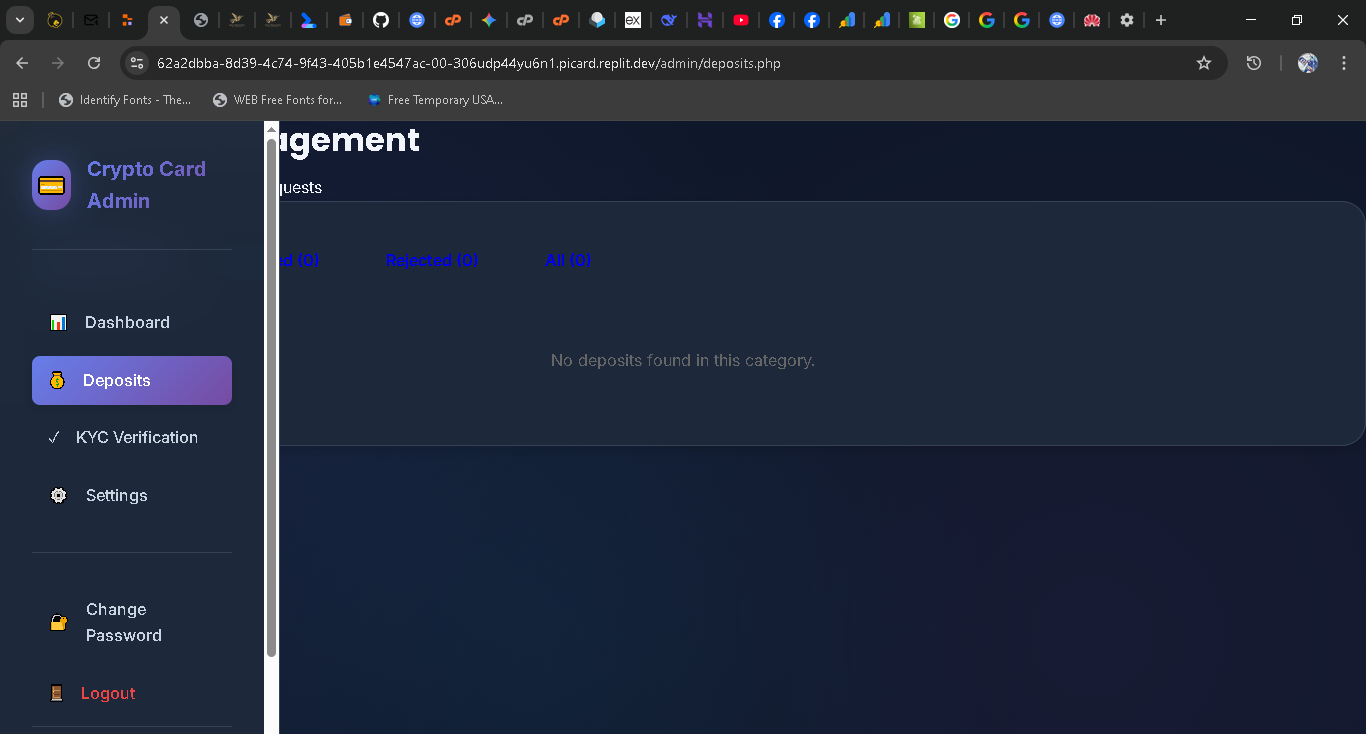 62a2dbba-8d39-4c74-9f43-405b1e4547ac-00-306udp44yu6n1.picard.replit.dev/admin/deposits.php
Identify Fonts - The...
WEB Free Fonts for...
Free Temporary USA...
Crypto Card
Admin
Dashboard
Deposits
KYC Verification
Settings
Change
Password
Logout
agement
quests
ed (0)
Rejected (0)
All (0)
No deposits found in this category.